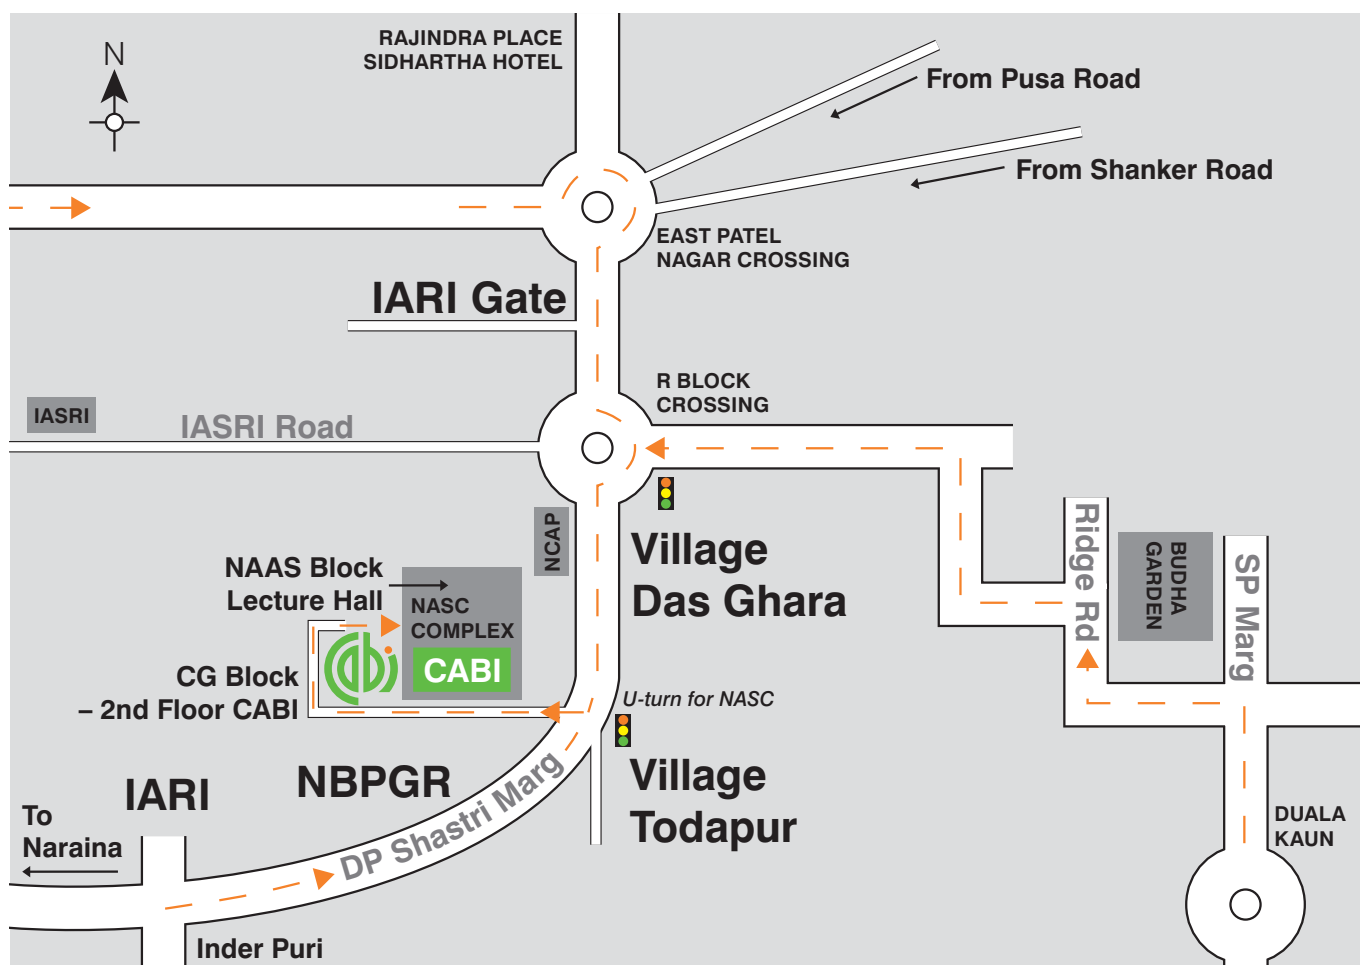 N
RAJINDRA PLACE
SIDHARTHA HOTEL
From Pusa Road
From Shanker Road
EAST PATEL
NAGAR CROSSING
IARI Gate
R BLOCK
CROSSING
IASRI
IASRI Road
NCAP
Village
Das Ghara
Ridge Rd
BUDHA
GARDEN
SP Marg
NAAS Block
Lecture Hall
NASC
COMPLEX
cabi
CABI
CG Block
– 2nd Floor CABI
U-turn for NASC
NBPGR
IARI
Village
Todapur
DP Shastri Marg
To
Naraina
DUALA
KAUN
Inder Puri